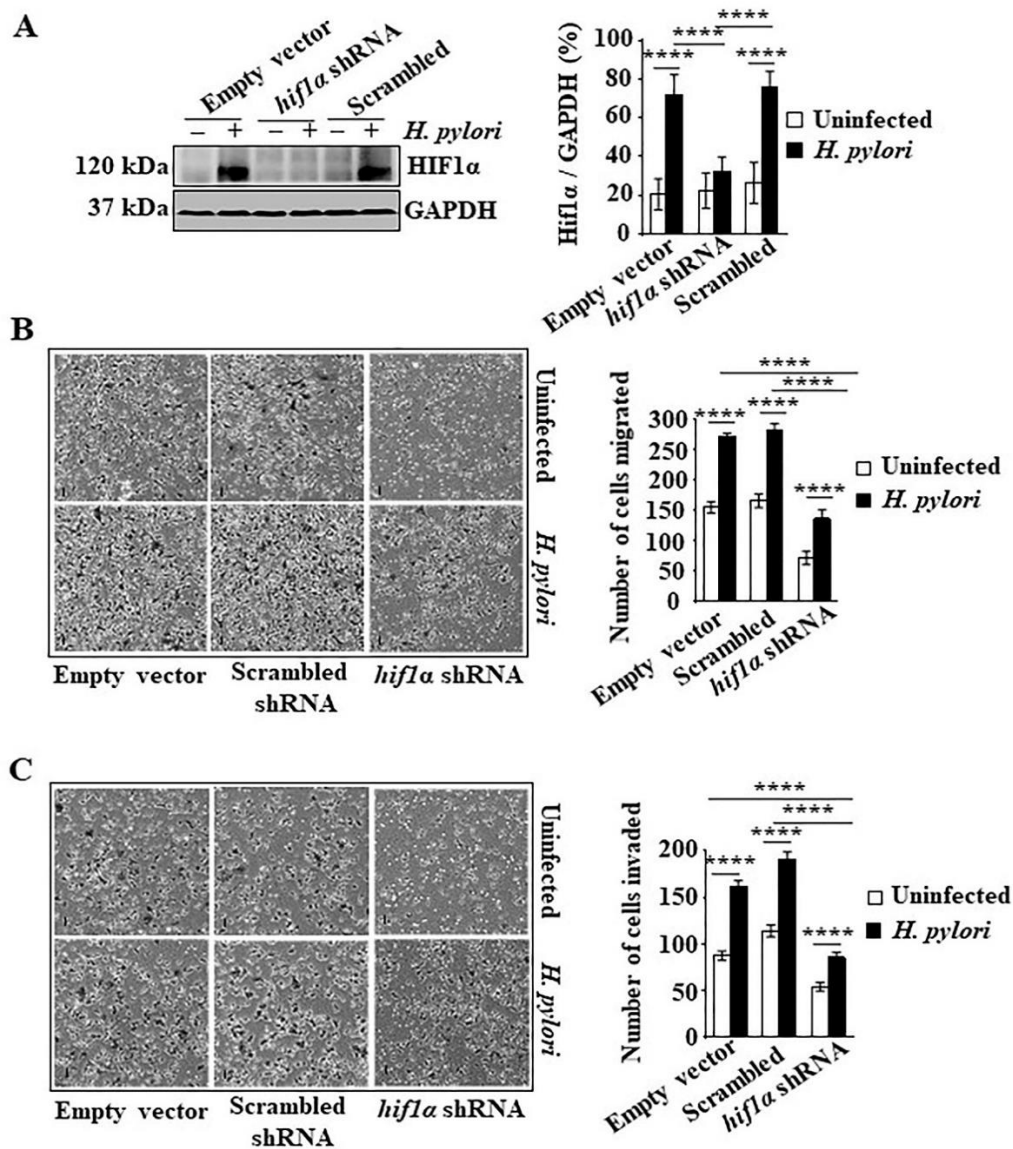 A
Empty vector
hif1α shRNA
Scrambled
– + – + – + H. pylori
120 kDa HIF1α
37 kDa GAPDH
Hif1α / GAPDH (%)
100
80
60
40
20
0
**** **** **** ****
Empty vector
hif1α shRNA
Scrambled
Uninfected
H. pylori
B
Uninfected
H. pylori
Empty vector
Scrambled shRNA
hif1α shRNA
Number of cells migrated
300
250
200
150
100
50
0
****
****
**** ****
****
Empty vector
Scrambled
hif1α shRNA
Uninfected
H. pylori
C
Uninfected
H. pylori
Empty vector
Scrambled shRNA
hif1α shRNA
Number of cells invaded
200
150
100
50
0
****
****
**** ****
****
Empty vector
Scrambled
hif1α shRNA
Uninfected
H. pylori